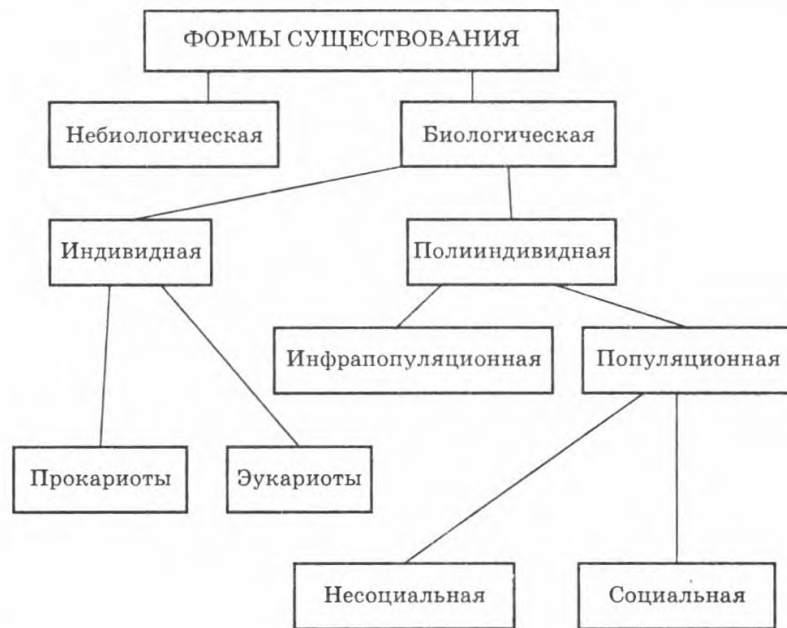 ФОРМЫ СУЩЕСТВОВАНИЯ
Небиологическая
Биологическая
Индивидная
Полииндивидная
Инфрапопуляционная
Популяционная
Прокариоты
Эукариоты
Несоциальная
Социальная